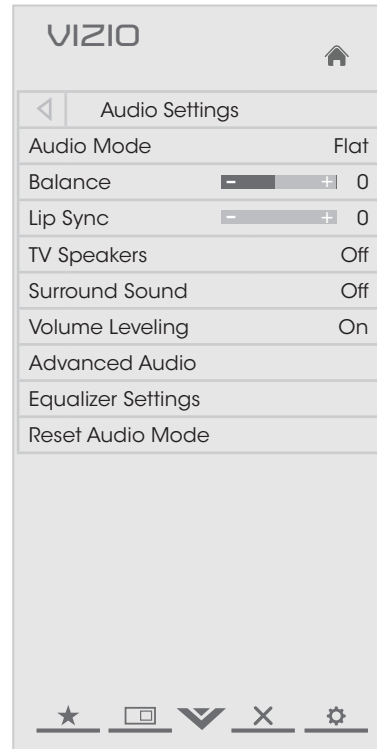 VIZIO
Audio Settings
Audio Mode Flat
Balance - + 0
Lip Sync - + 0
TV Speakers Off
Surround Sound Off
Volume Leveling On
Advanced Audio
Equalizer Settings
Reset Audio Mode